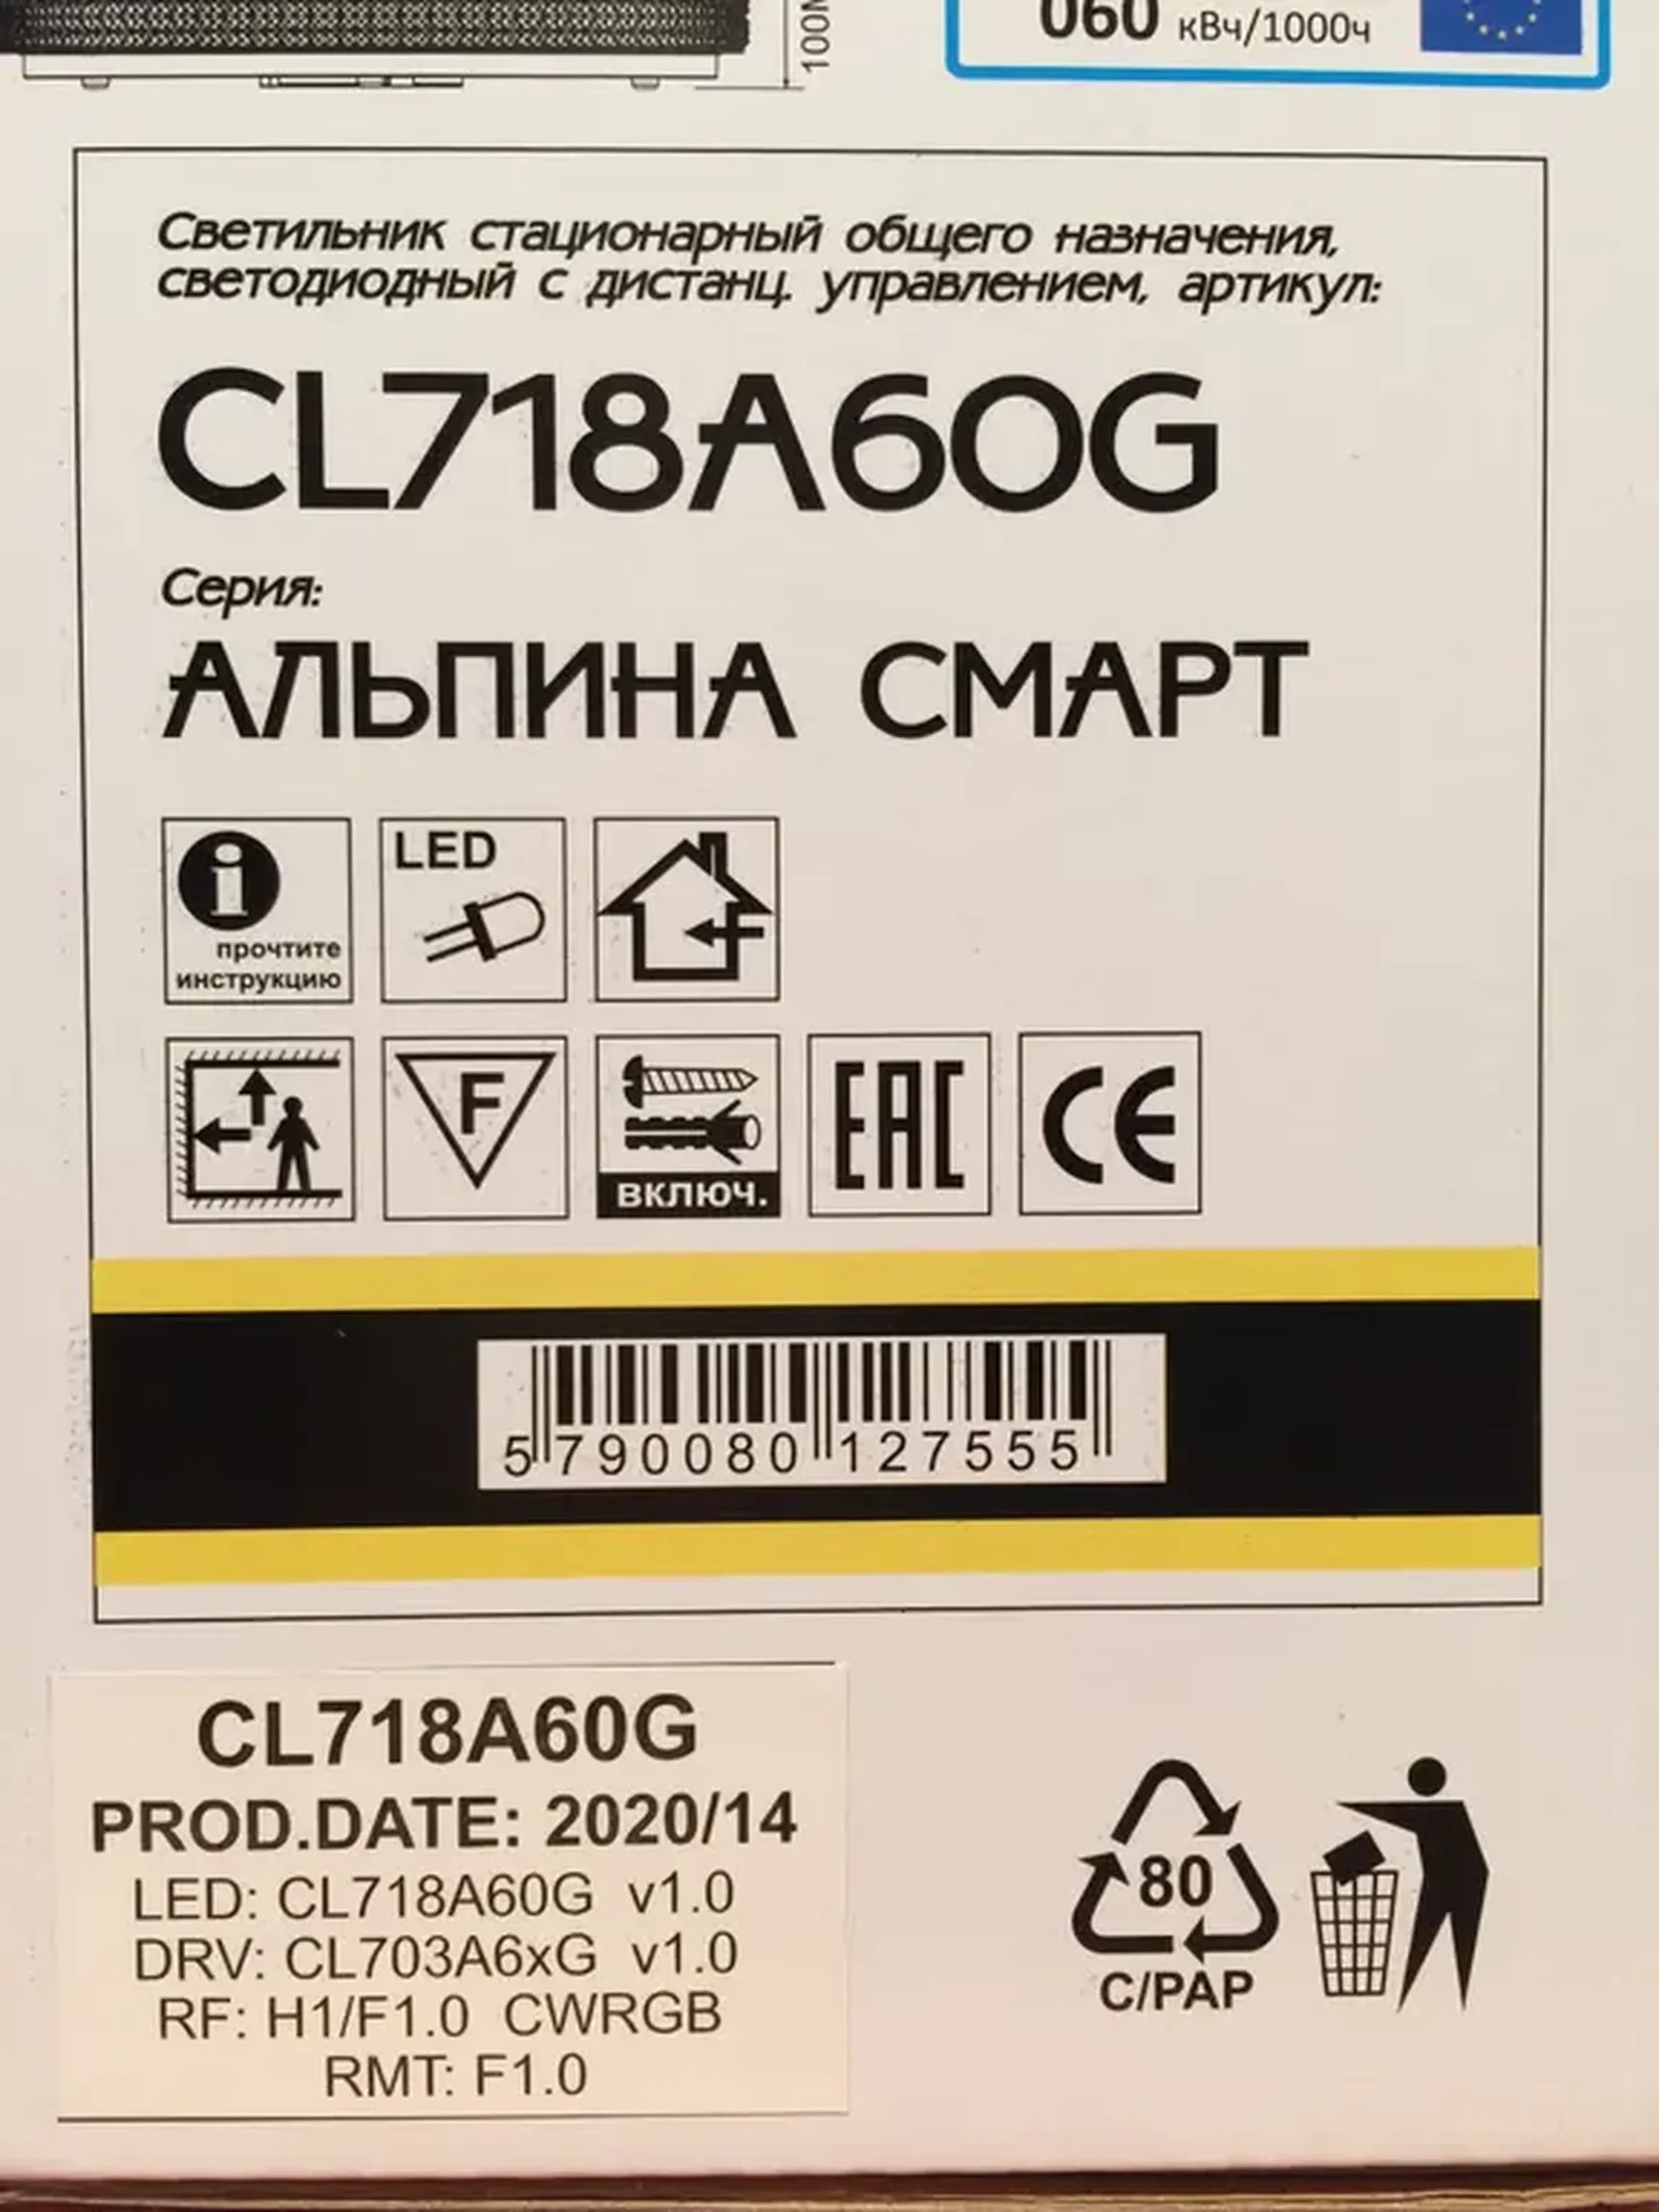 060 кВч/1000ч
Светильник стационарный общего назначения,
светодиодный с дистанц. управлением, артикул:
CL718A60G
Серия:
АЛЬПИНА СМАРТ
прочтите
инструкцию
LED
F
ВКЛЮЧ.
EAC
CE
5 790080 127555
CL718A60G
PROD.DATE: 2020/14
LED: CL718A60G v1.0
DRV: CL703A6xG v1.0
RF: H1/F1.0 CWRGB
RMT: F1.0
80
C/PAP